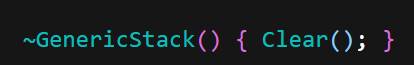 ~GenericStack() { Clear(); }